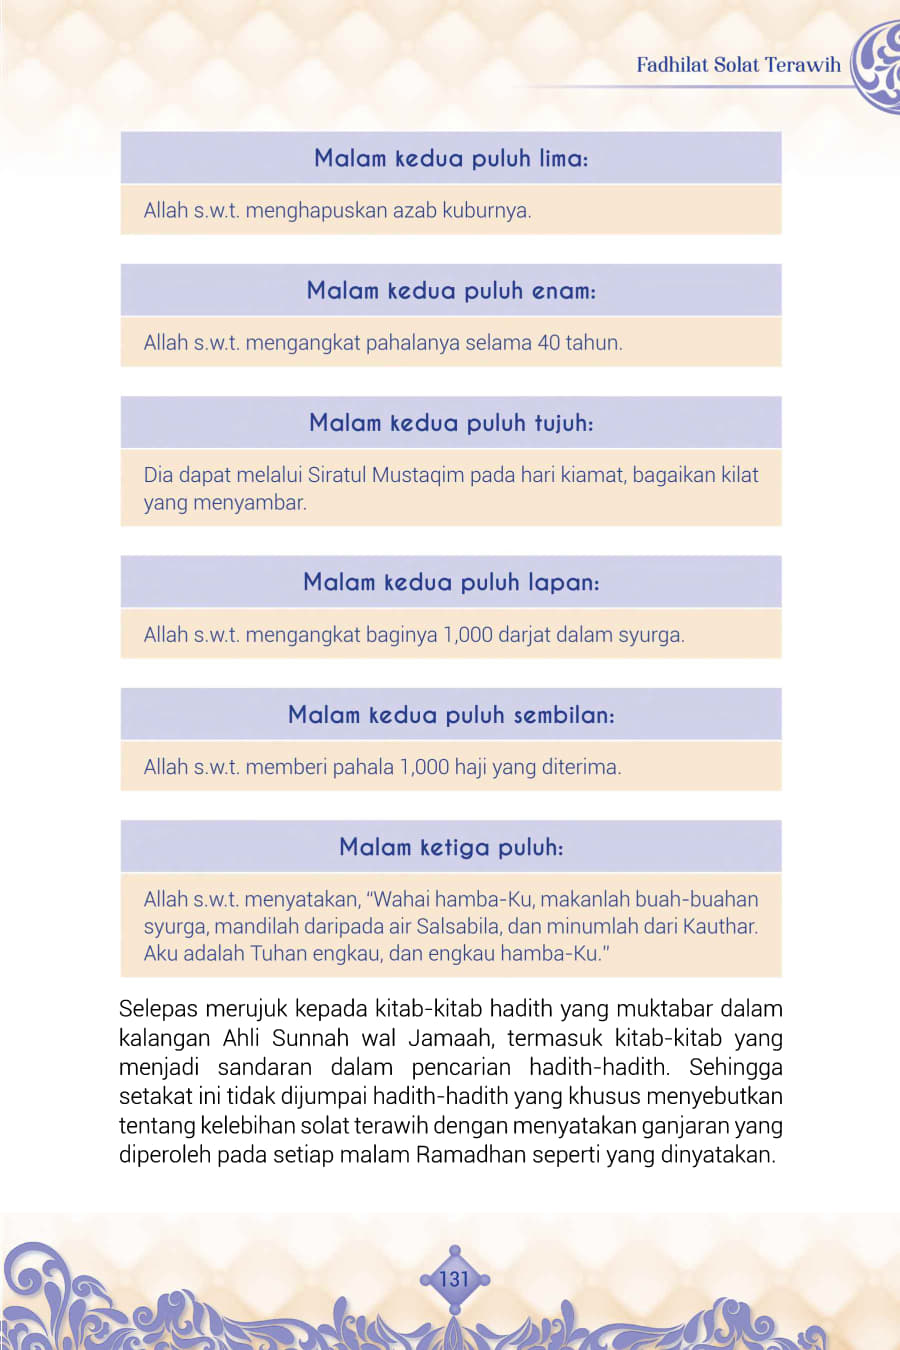 Fadhilat Solat Terawih
Malam kedua puluh lima:
Allah s.w.t. menghapuskan azab kuburnya.
Malam kedua puluh enam:
Allah s.w.t. mengangkat pahalanya selama 40 tahun.
Malam kedua puluh tujuh:
Dia dapat melalui Siratul Mustaqim pada hari kiamat, bagaikan kilat
yang menyambar.
Malam kedua puluh lapan:
Allah s.w.t. mengangkat baginya 1,000 darjat dalam syurga.
Malam kedua puluh sembilan:
Allah s.w.t. memberi pahala 1,000 haji yang diterima.
Malam ketiga puluh:
Allah s.w.t. menyatakan, “Wahai hamba-Ku, makanlah buah-buahan
syurga, mandilah daripada air Salsabila, dan minumlah dari Kauthar.
Aku adalah Tuhan engkau, dan engkau hamba-Ku.”
Selepas merujuk kepada kitab-kitab hadith yang muktabar dalam
kalangan Ahli Sunnah wal Jamaah, termasuk kitab-kitab yang
menjadi sandaran dalam pencarian hadith-hadith. Sehingga
setakat ini tidak dijumpai hadith-hadith yang khusus menyebutkan
tentang kelebihan solat terawih dengan menyatakan ganjaran yang
diperoleh pada setiap malam Ramadhan seperti yang dinyatakan.
131